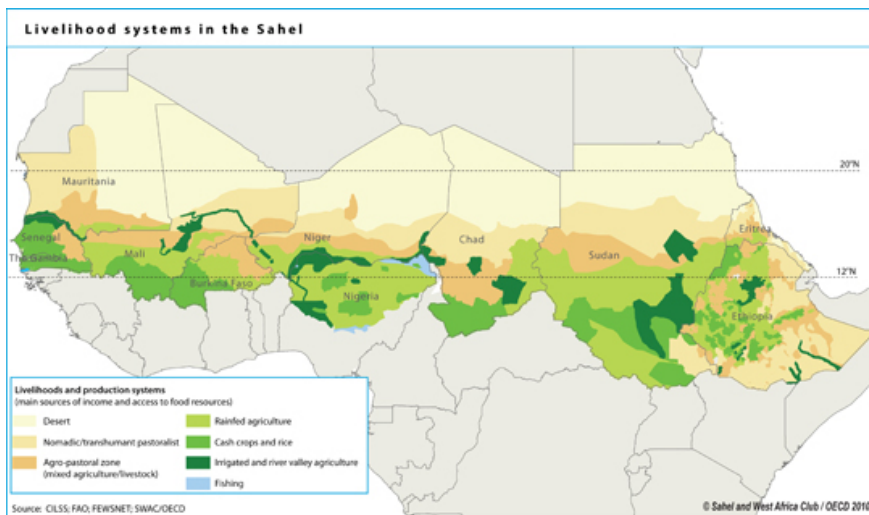 Livelihood systems in the Sahel
20°N
Mauritania
Senegal
The Gambia
Mali
Burkina Faso
Niger
Nigeria
Chad
Sudan
Eritrea
12°N
Ethiopia
Livelihoods and production systems
(main sources of income and access to food resources)
Desert
Nomadic/transhumant pastoralist
Agro-pastoral zone
(mixed agriculture/livestock)
Rainfed agriculture
Cash crops and rice
Irrigated and river valley agriculture
Fishing
Source: CILSS; FAO; FEWSNET; SWAC/OECD
© Sahel and West Africa Club / OECD 2010